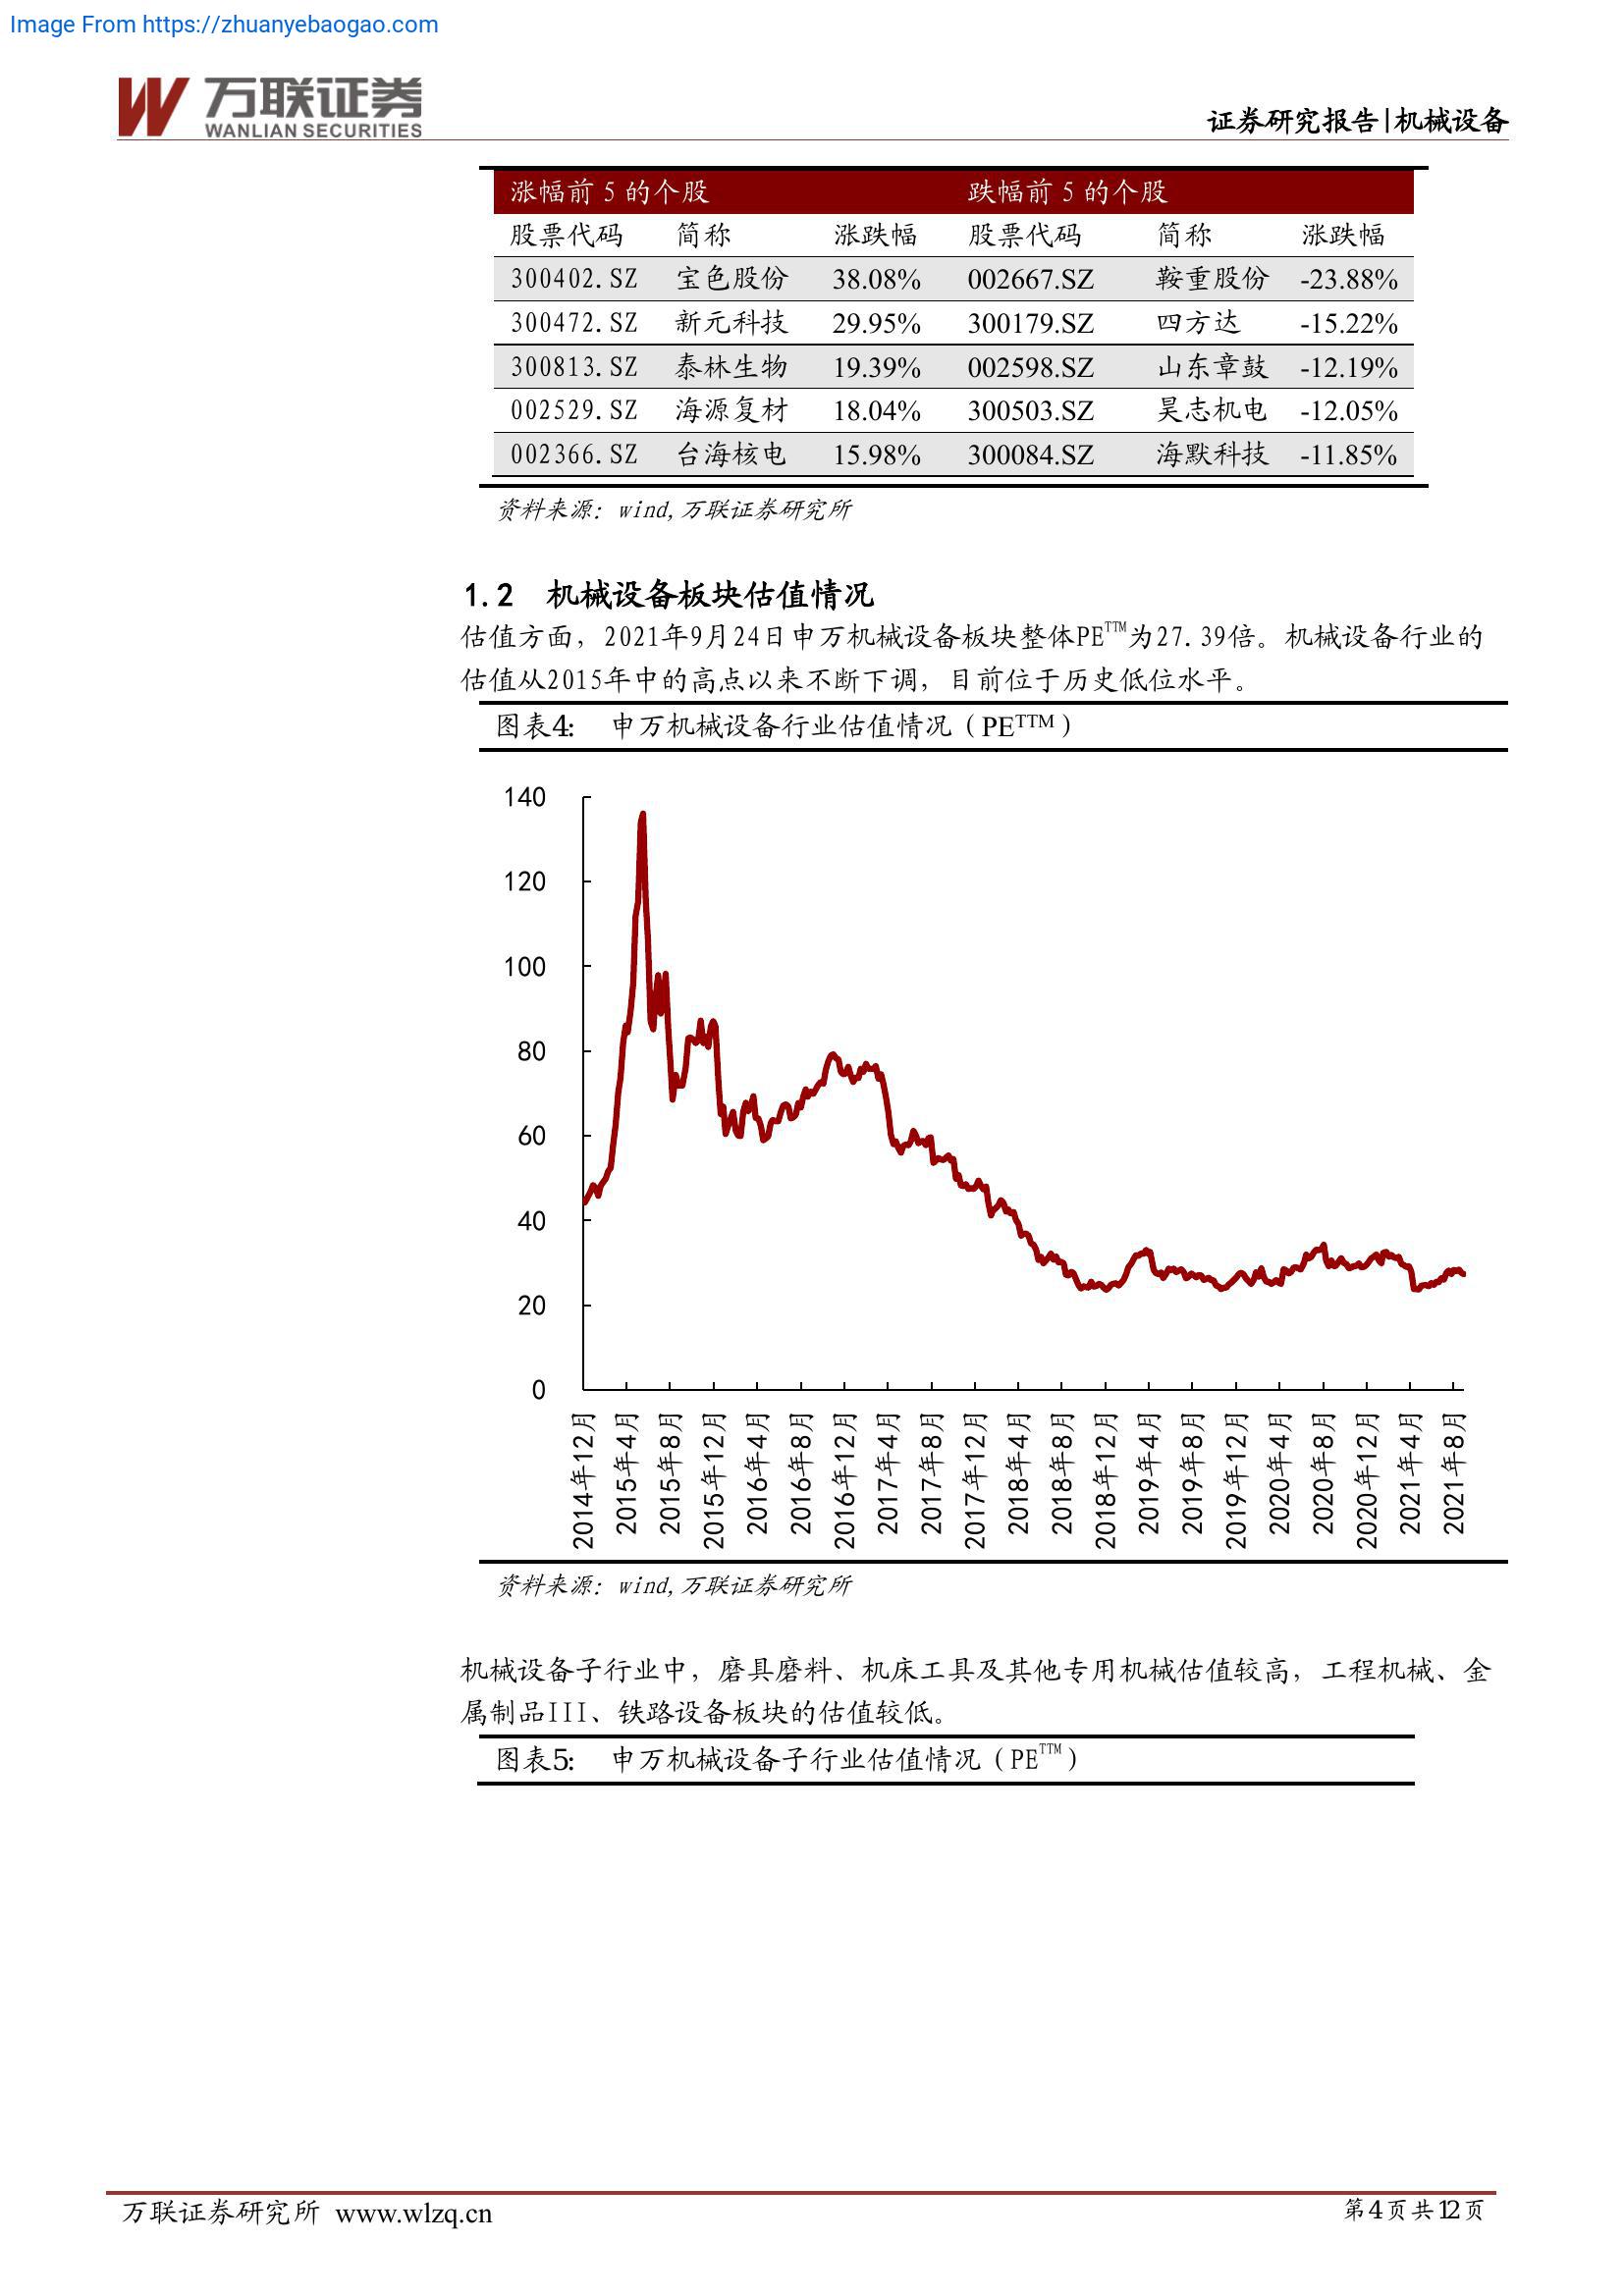 Image From https://zhuanyebaogao.com
万联证券
WANLIAN SECURITIES
证券研究报告|机械设备
涨幅前 5 的个股 跌幅前 5 的个股
股票代码 简称 涨跌幅 股票代码 简称 涨跌幅
300402.SZ 宝色股份 38.08% 002667.SZ 鞍重股份 -23.88%
300472.SZ 新元科技 29.95% 300179.SZ 四方达 -15.22%
300813.SZ 泰林生物 19.39% 002598.SZ 山东章鼓 -12.19%
002529.SZ 海源复材 18.04% 300503.SZ 昊志机电 -12.05%
002366.SZ 台海核电 15.98% 300084.SZ 海默科技 -11.85%
资料来源：wind,万联证券研究所
1.2 机械设备板块估值情况
估值方面，2021年9月24日申万机械设备板块整体PE™为27.39倍。机械设备行业的
估值从2015年中的高点以来不断下调，目前位于历史低位水平。
图表4: 申万机械设备行业估值情况（PETTM）
140
120
100
80
60
40
20
0
2014年12月
2015年4月
2015年8月
2015年12月
2016年4月
2016年8月
2016年12月
2017年4月
2017年8月
2017年12月
2018年4月
2018年8月
2018年12月
2019年4月
2019年8月
2019年12月
2020年4月
2020年8月
2020年12月
2021年4月
2021年8月
资料来源：wind,万联证券研究所
机械设备子行业中，磨具磨料、机床工具及其他专用机械估值较高，工程机械、金
属制品III、铁路设备板块的估值较低。
图表5: 申万机械设备子行业估值情况（PE™）
万联证券研究所 www.wlzq.cn
第4页共12页